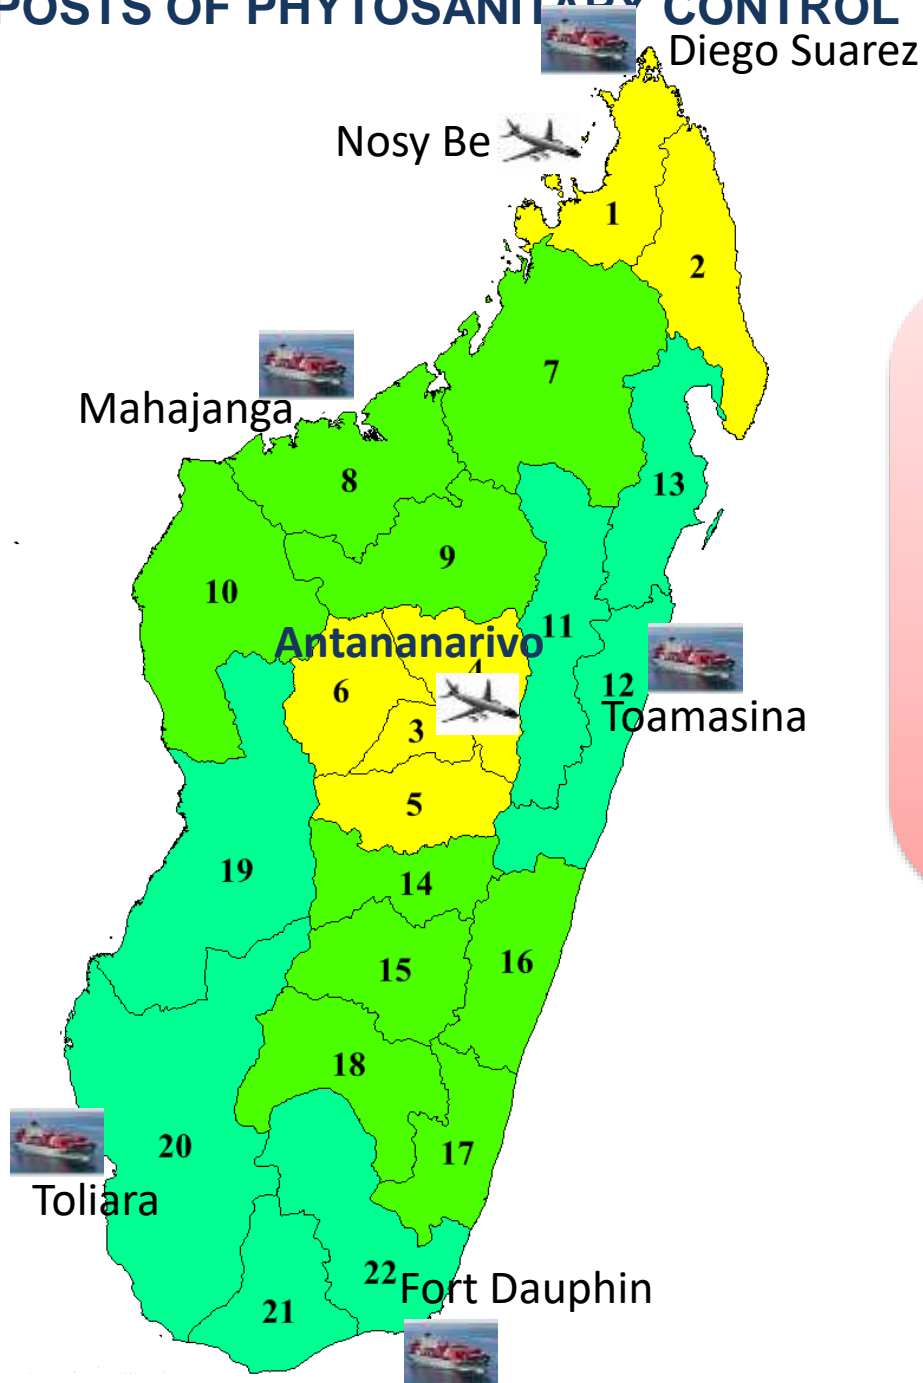 POSTS OF PHYTOSANITARY CONTROL
Diego Suarez
Nosy Be
1
2
7
Mahajanga
8
13
9
10
Antananarivo
11
4
6
12
3
Toamasina
5
19
14
16
15
18
20
17
Toliara
22
Fort Dauphin
21